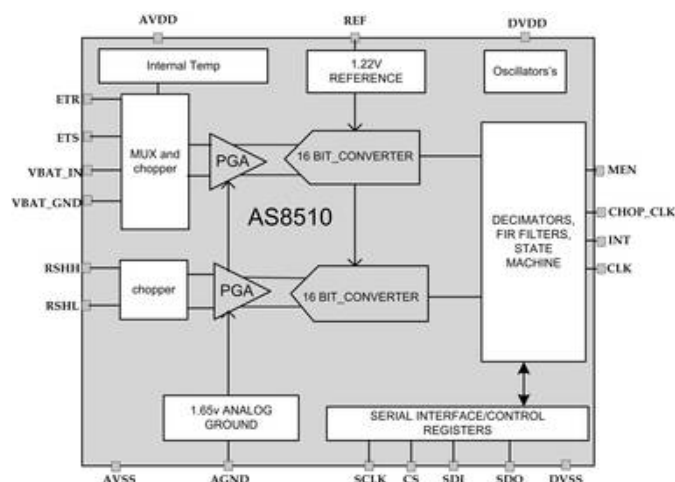 AVDD
REF
DVDD
Internal Temp
1.22V
REFERENCE
Oscillators's
ETR
ETS
VBAT_IN
VBAT_GND
MUX and
chopper
PGA
16 BIT_CONVERTER
AS8510
DECIMATORS,
FIR FILTERS,
STATE
MACHINE
MEN
CHOP_CLK
INT
CLK
RSHH
RSHL
chopper
PGA
16 BIT_CONVERTER
1.65v ANALOG
GROUND
SERIAL INTERFACE/CONTROL
REGISTERS
AVSS
AGND
SCLK
CS
SDI
SDO
DVSS